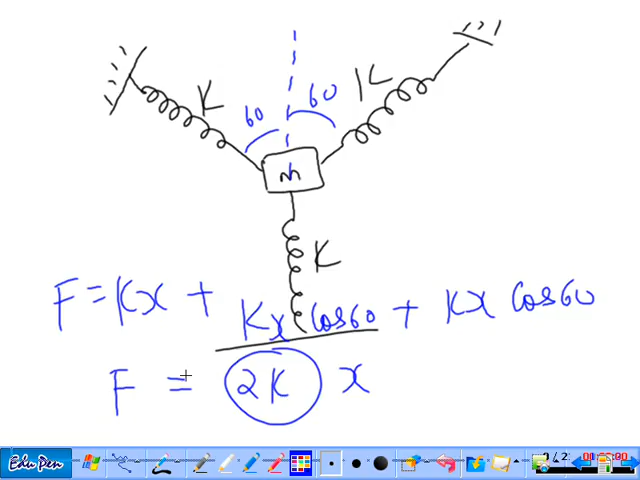 K
60
60
K
m
K
F = Kx + Kx cos60 + Kx cos60
F = 2K x
Edu Pen